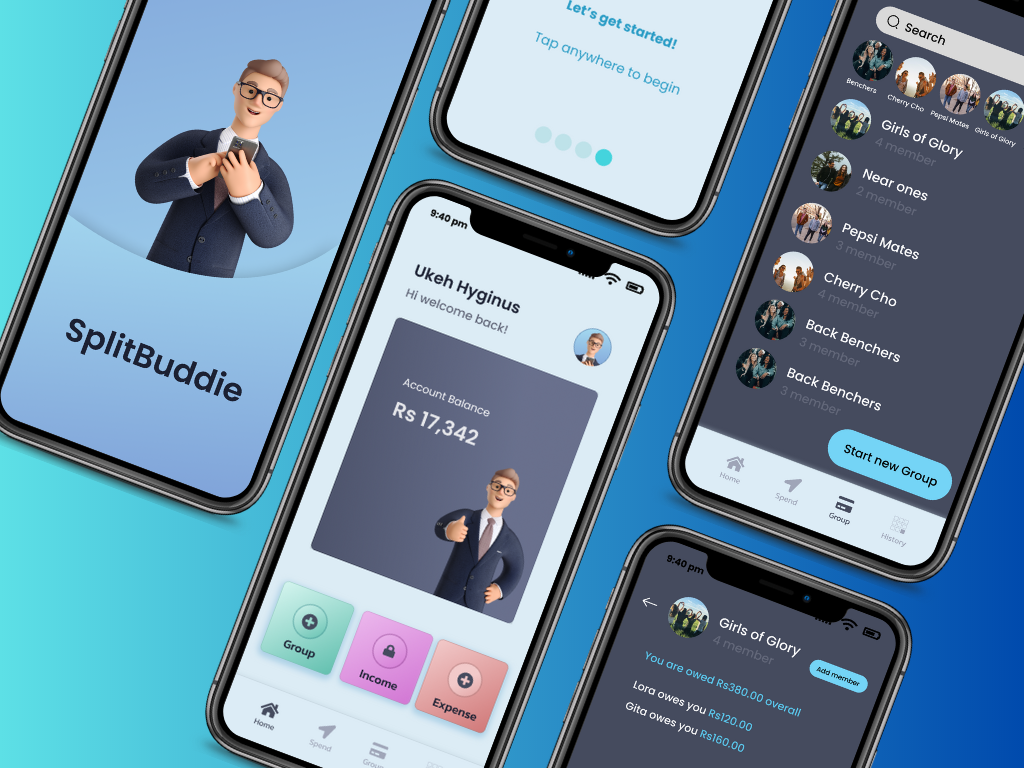 SplitBuddie
Let's get started!
Tap anywhere to begin
9:40 pm
Ukeh Hyginus
Hi welcome back!
Account Balance
Rs 17,342
Group
Income
Expense
Home
Spend
Search
Benchers
Cherry Cho
Pepsi Mates
Girls of Glory
Girls of Glory
4 member
Near ones
2 member
Pepsi Mates
3 member
Cherry Cho
4 member
Back Benchers
3 member
Back Benchers
3 member
Start new Group
Home
Spend
Group
History
9:40 pm
Girls of Glory
4 member
Add member
You are owed Rs380.00 overall
Lora owes you Rs120.00
Gita owes you Rs160.00